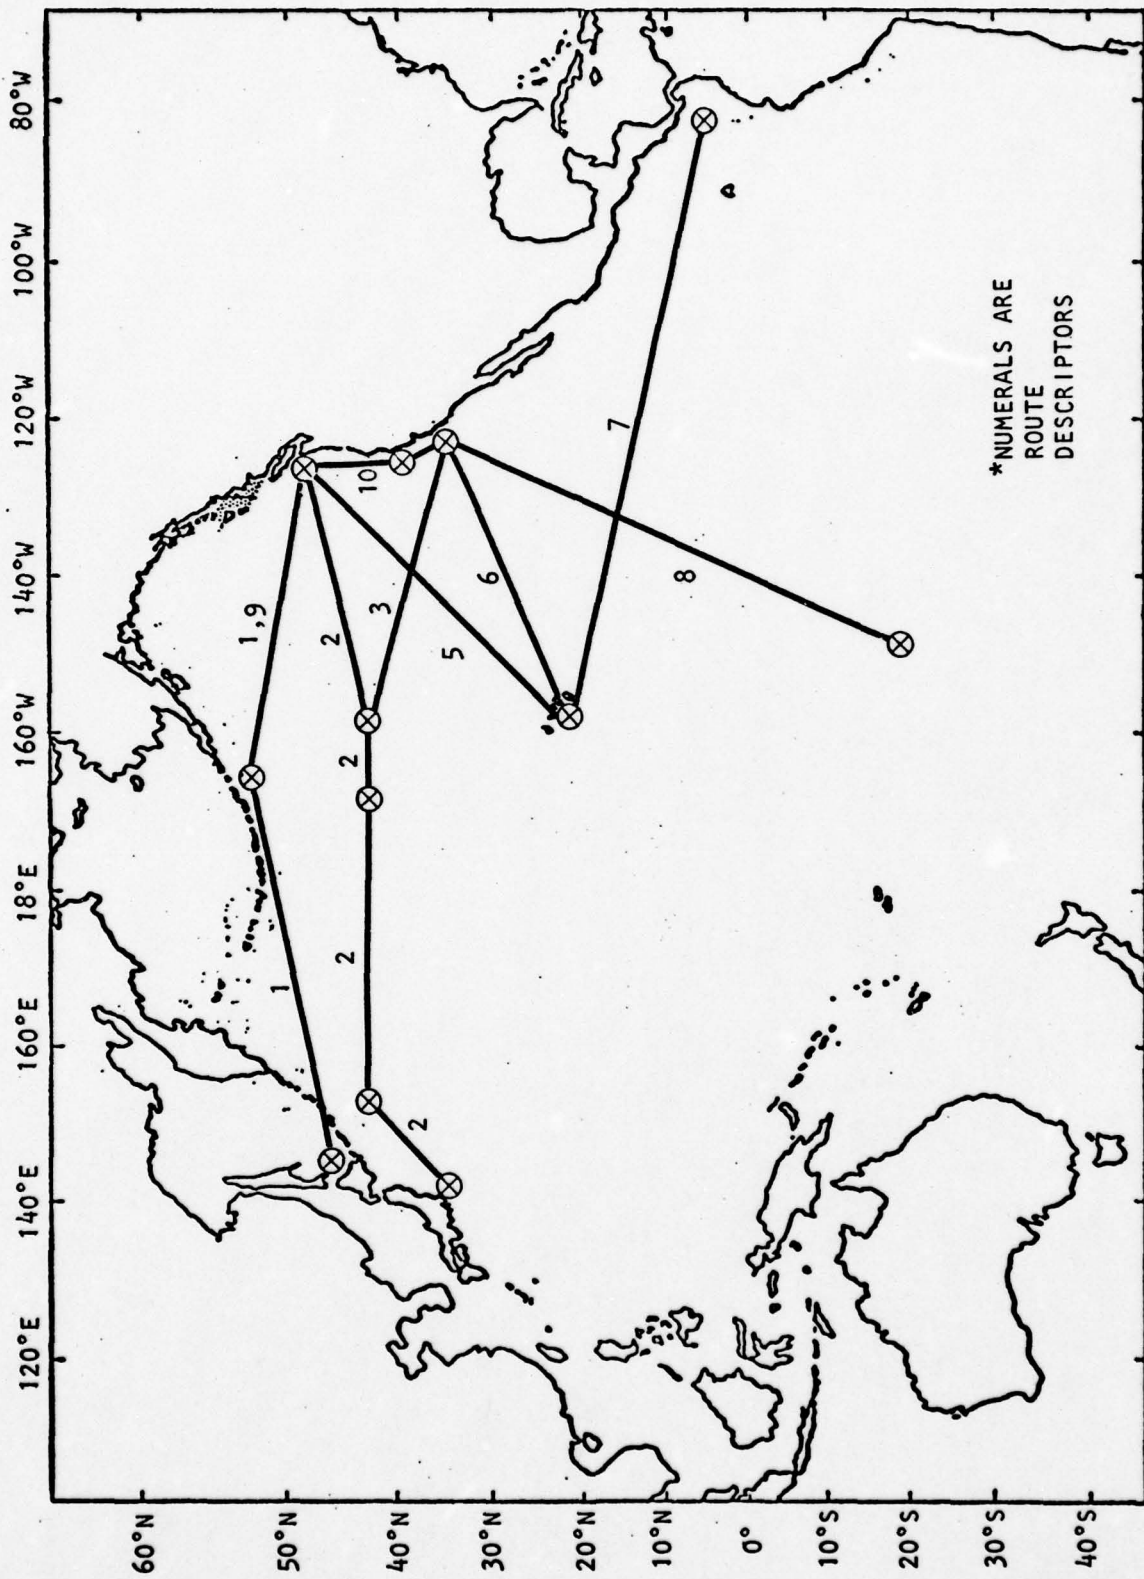 120°E
140°E
160°E
18°E
160°W
140°W
120°W
100°W
80°W
60°N
50°N
40°N
30°N
20°N
10°N
0°
10°S
20°S
30°S
40°S
1
1,9
2
2
2
2
3
5
6
7
8
10
*NUMERALS ARE
ROUTE
DESCRIPTORS